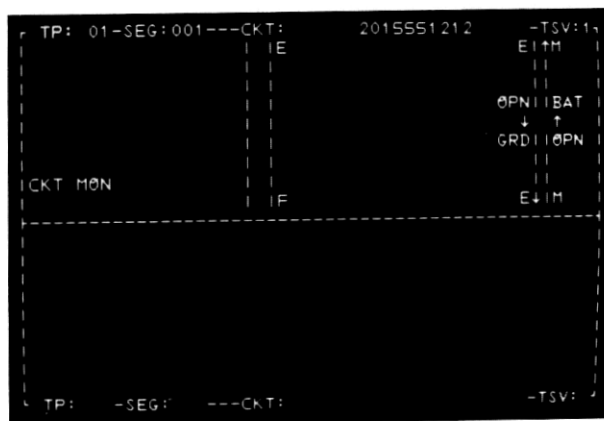 TP: 01-SEG:001---CKT: 2015551212 -TSV:1
E E ↑M
ØPN BAT
↓ ↑
GRD ØPN
CKT MØN
F E↓ M
TP: -SEG: ---CKT: -TSV: